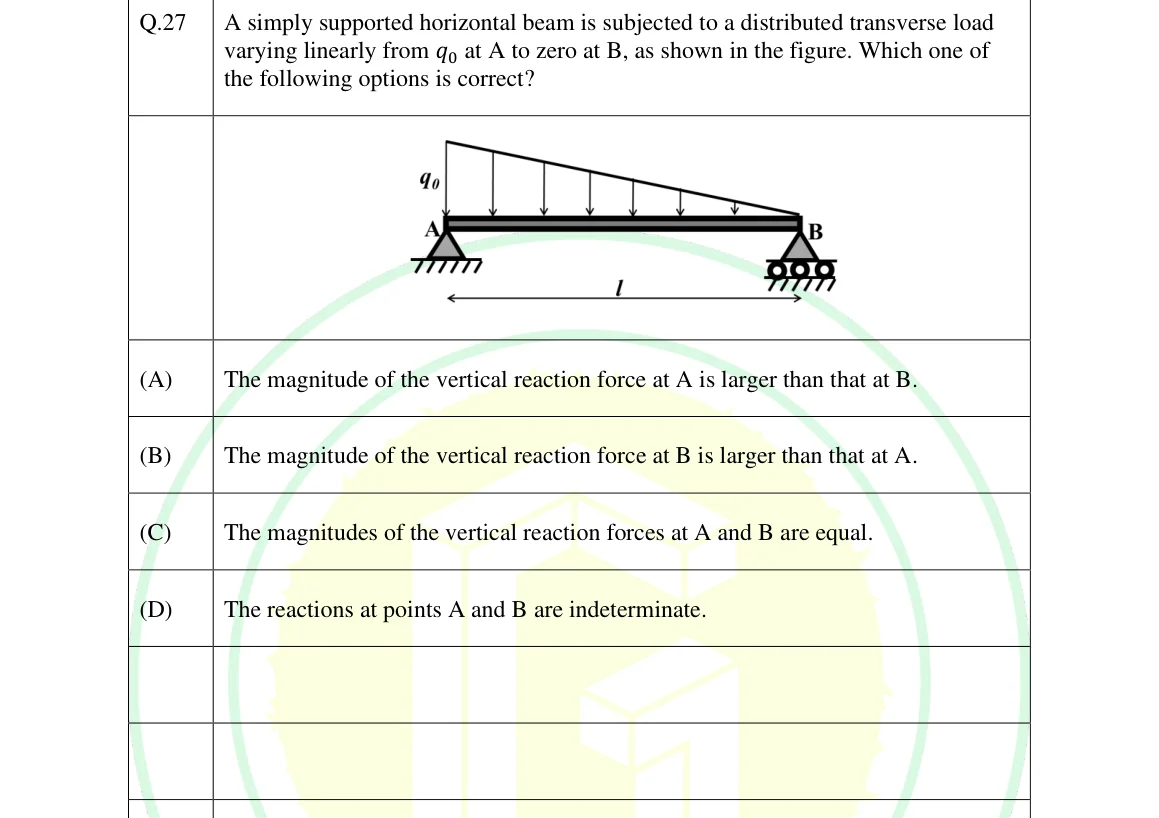 Q.27 A simply supported horizontal beam is subjected to a distributed transverse load
varying linearly from q₀ at A to zero at B, as shown in the figure. Which one of
the following options is correct?
q₀
A
B
l
(A) The magnitude of the vertical reaction force at A is larger than that at B.
(B) The magnitude of the vertical reaction force at B is larger than that at A.
(C) The magnitudes of the vertical reaction forces at A and B are equal.
(D) The reactions at points A and B are indeterminate.